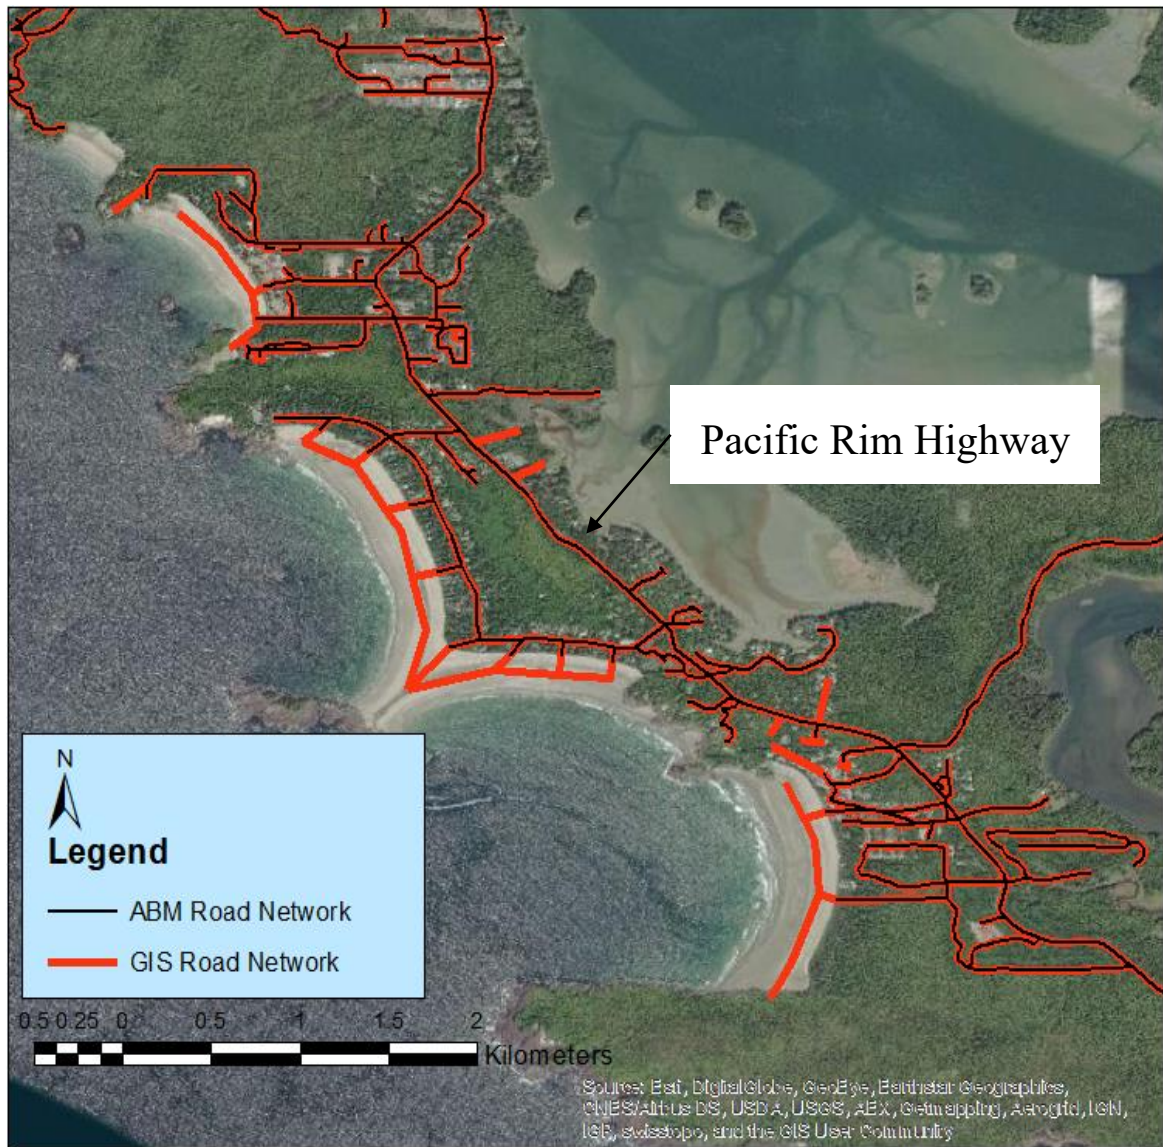 Pacific Rim Highway
N
Legend
ABM Road Network
GIS Road Network
0.5 0.25 0 0.5 1 1.5 2
Kilometers
Source: Esri, DigitalGlobe, GeoEye, Earthstar Geographics,
CNES/Airbus DS, USDA, USGS, AEX, Getmapping, Aerogrid, IGN,
IGP, swisstopo, and the GIS User Community